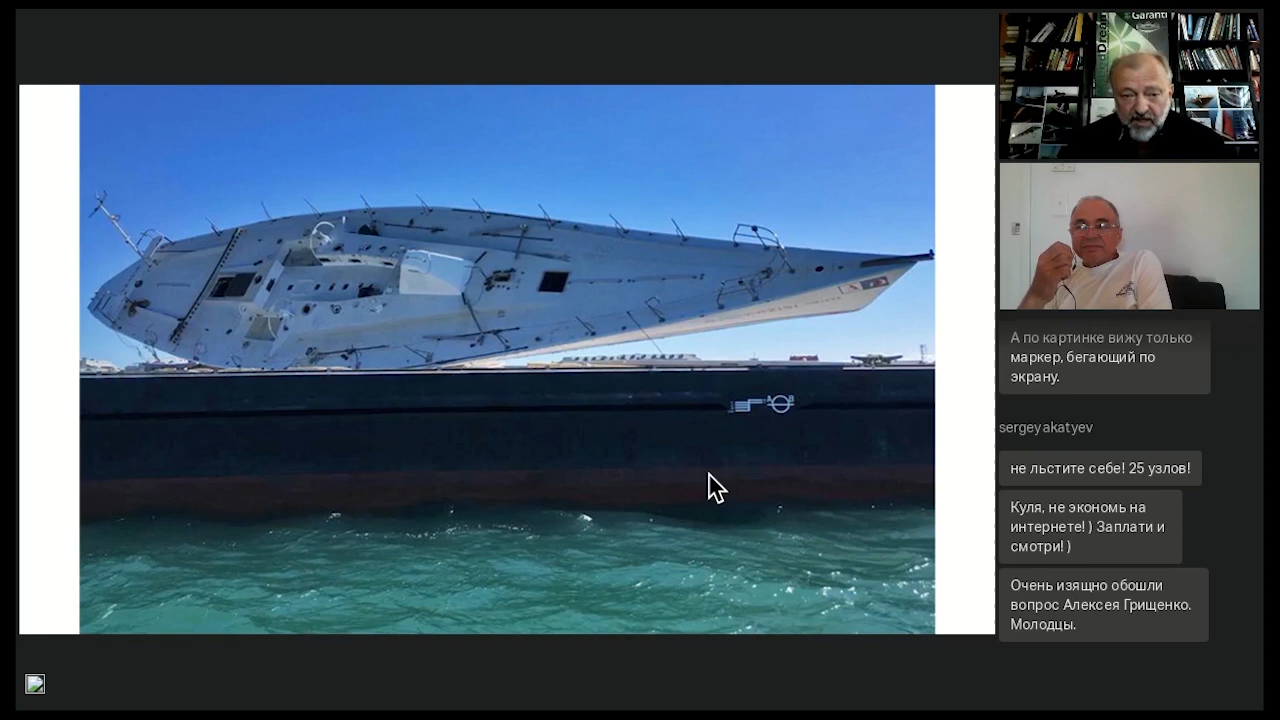 Garanti
А по картинке вижу только
маркер, бегающий по
экрану.
sergeyakatyev
не льстите себе! 25 узлов!
Куля, не экономь на
интернете! ) Заплати и
смотри! )
Очень изящно обошли
вопрос Алексея Грищенко.
Молодцы.